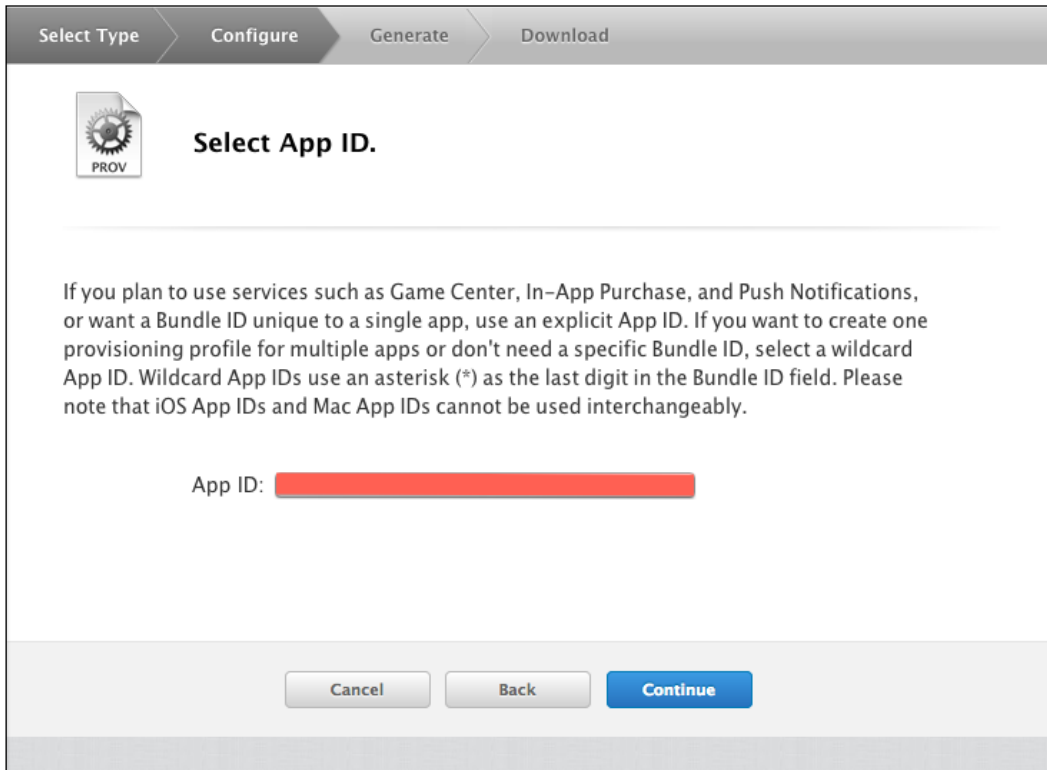 Select Type Configure Generate Download
PROV
Select App ID.
If you plan to use services such as Game Center, In-App Purchase, and Push Notifications,
or want a Bundle ID unique to a single app, use an explicit App ID. If you want to create one
provisioning profile for multiple apps or don't need a specific Bundle ID, select a wildcard
App ID. Wildcard App IDs use an asterisk (*) as the last digit in the Bundle ID field. Please
note that iOS App IDs and Mac App IDs cannot be used interchangeably.
App ID:
Cancel Back Continue